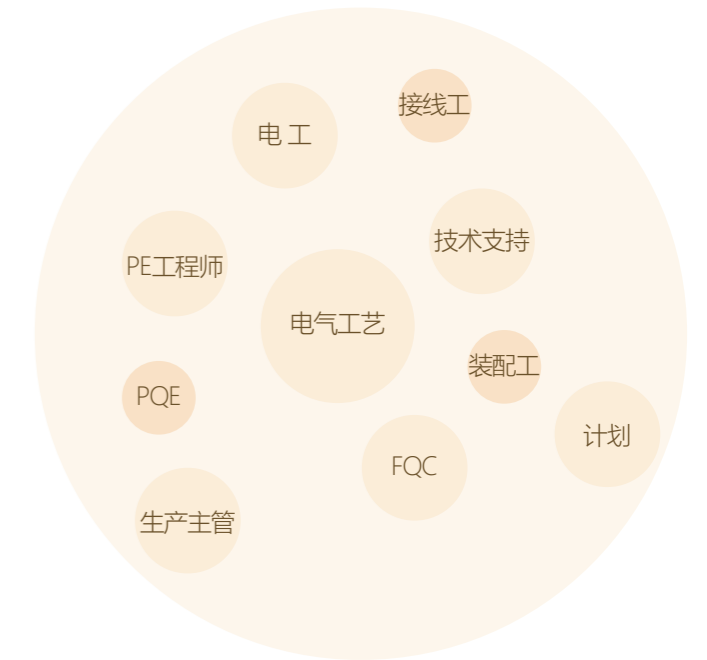 接线工
电 工
技术支持
PE工程师
电气工艺
装配工
PQE
计划
FQC
生产主管